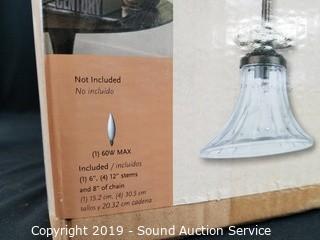 CENTURY
Not Included
No incluido
(1) 60W MAX
Included / incluidos
(1) 6", (4) 12" stems
and 8" of chain
(1) 15.2 cm, (4) 30.5 cm
tallos y 20.32 cm cadena
Copyright 2019 - Sound Auction Service